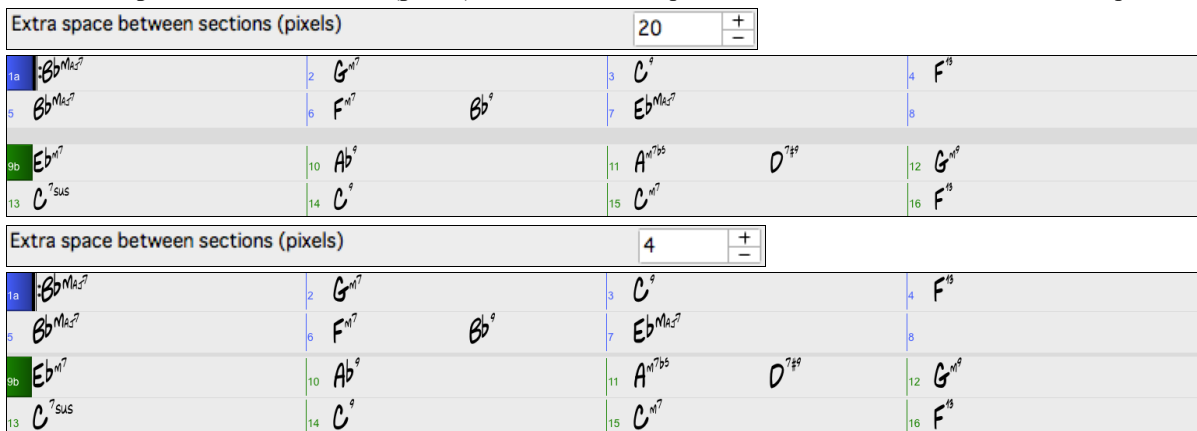 Extra space between sections (pixels) 20 + −
1a :BbMaj7 2 Gm7 3 C9 4 F13
5 BbMaj7 6 Fm7 Bb9 7 EbMaj7 8
9b Ebm7 10 Ab9 11 Am7b5 D7#9 12 Gm9
13 C7sus 14 C9 15 Cm7 16 F13
Extra space between sections (pixels) 4 + −
1a :BbMaj7 2 Gm7 3 C9 4 F13
5 BbMaj7 6 Fm7 Bb9 7 EbMaj7 8
9b Ebm7 10 Ab9 11 Am7b5 D7#9 12 Gm9
13 C7sus 14 C9 15 Cm7 16 F13